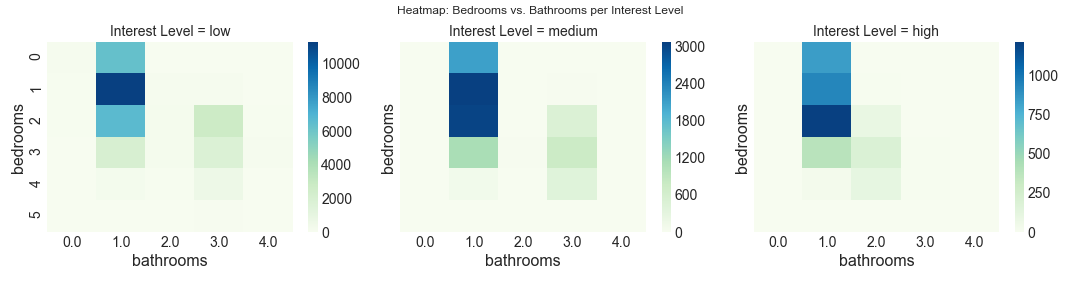 Heatmap: Bedrooms vs. Bathrooms per Interest Level
Interest Level = low
bedrooms
0
1
2
3
4
5
0.0 1.0 2.0 3.0 4.0
bathrooms
10000
8000
6000
4000
2000
0
Interest Level = medium
bedrooms
0.0 1.0 2.0 3.0 4.0
bathrooms
3000
2400
1800
1200
600
0
Interest Level = high
bedrooms
0.0 1.0 2.0 3.0 4.0
bathrooms
1000
750
500
250
0